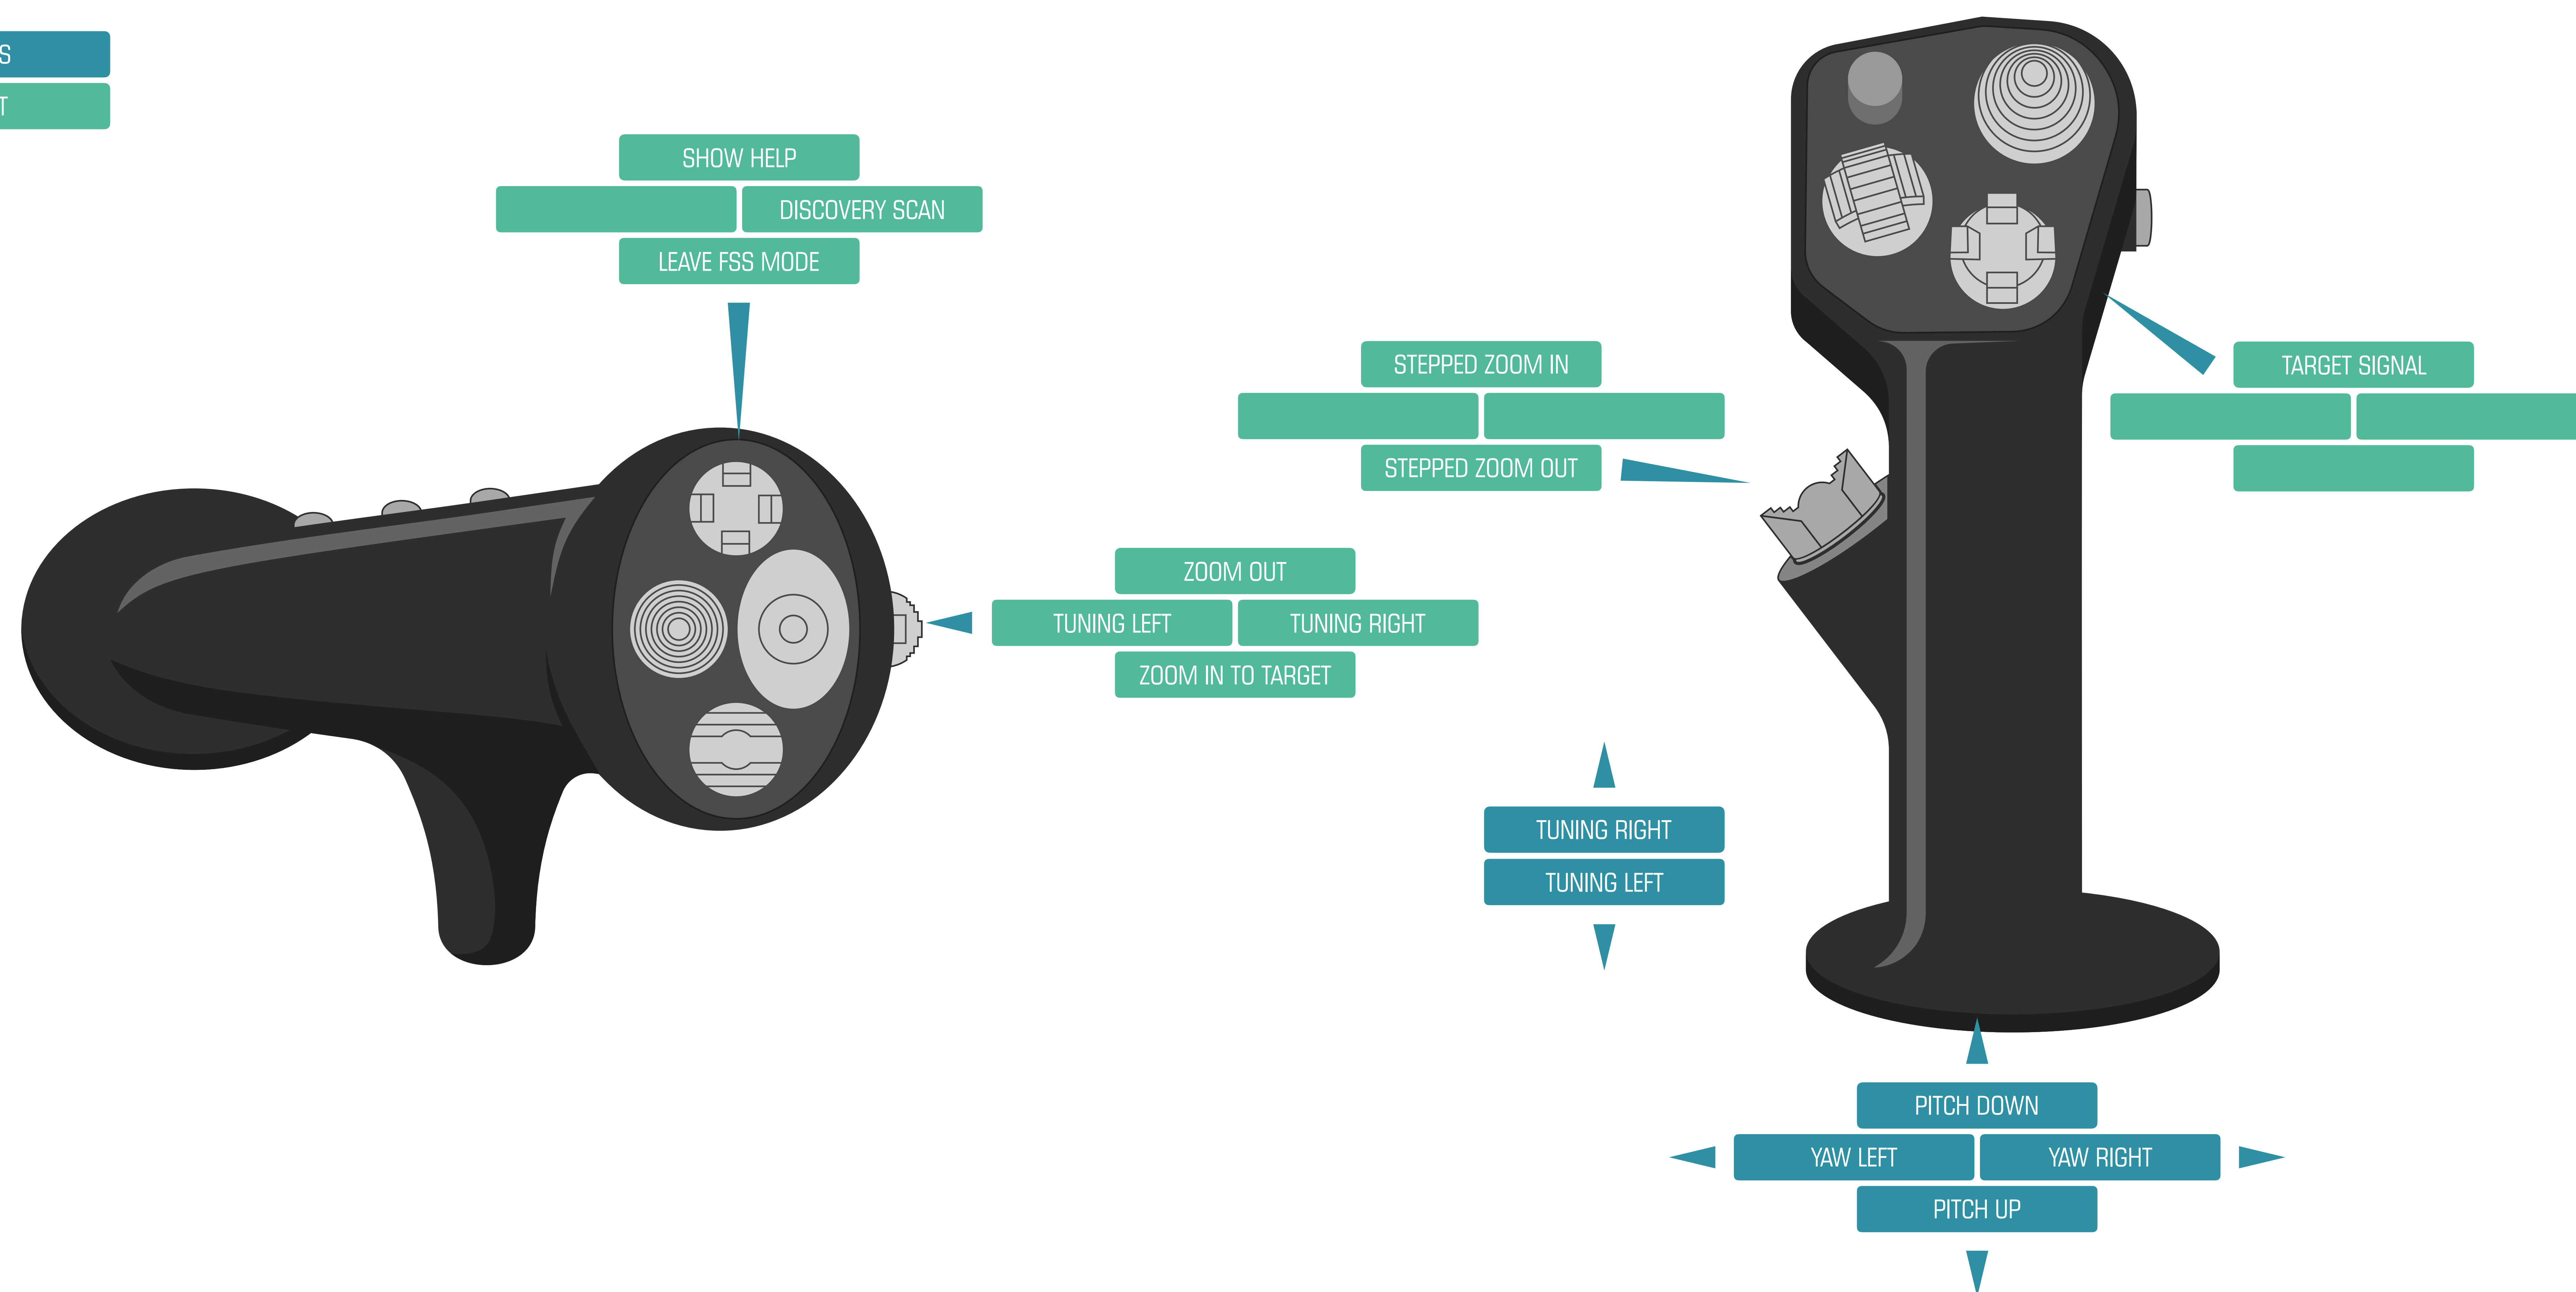 S
T
SHOW HELP
DISCOVERY SCAN
LEAVE FSS MODE
STEPPED ZOOM IN
STEPPED ZOOM OUT
TARGET SIGNAL
ZOOM OUT
TUNING LEFT TUNING RIGHT
ZOOM IN TO TARGET
TUNING RIGHT
TUNING LEFT
PITCH DOWN
YAW LEFT YAW RIGHT
PITCH UP